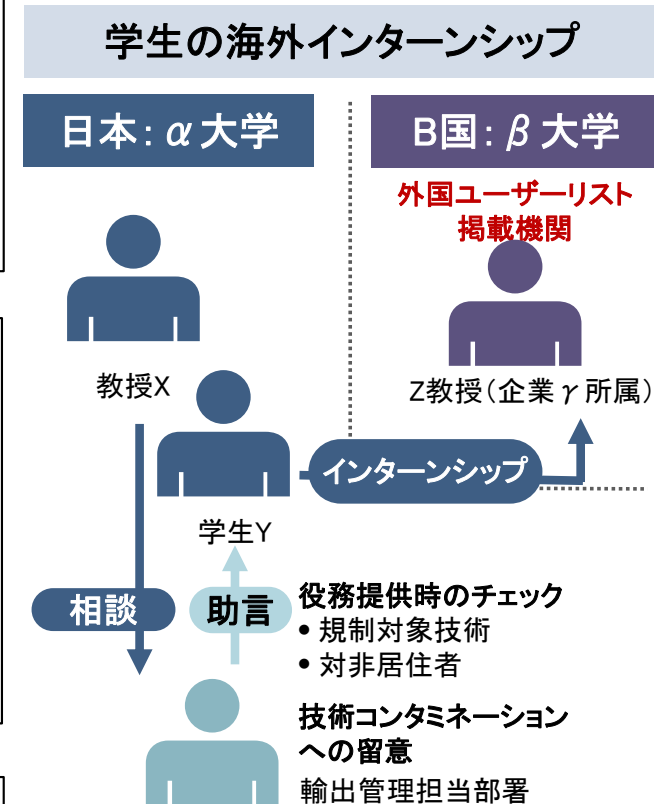 学生の海外インターンシップ
日本：α大学
B国：β大学
外国ユーザーリスト
掲載機関
教授X
Z教授（企業γ所属）
インターンシップ
学生Y
相談
助言
役務提供時のチェック
• 規制対象技術
• 対非居住者
技術コンタミネーション
への留意
輸出管理担当部署